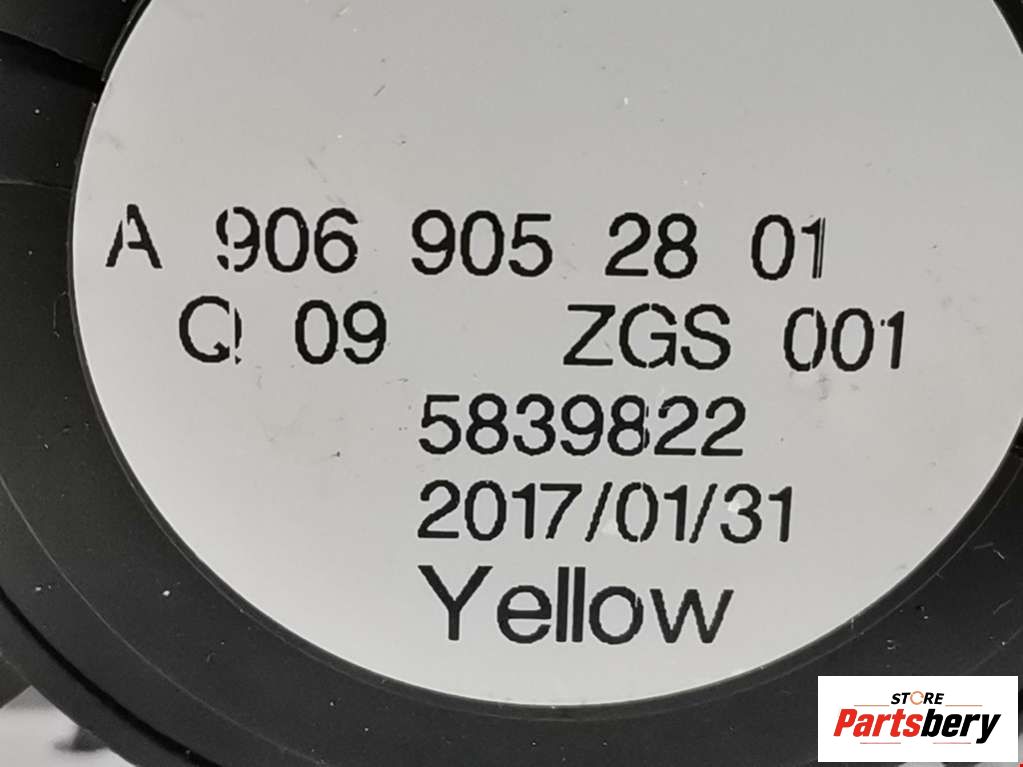 A 906 905 28 01
Q 09 ZGS 001
5839822
2017/01/31
Yellow
STORE
Partsbery